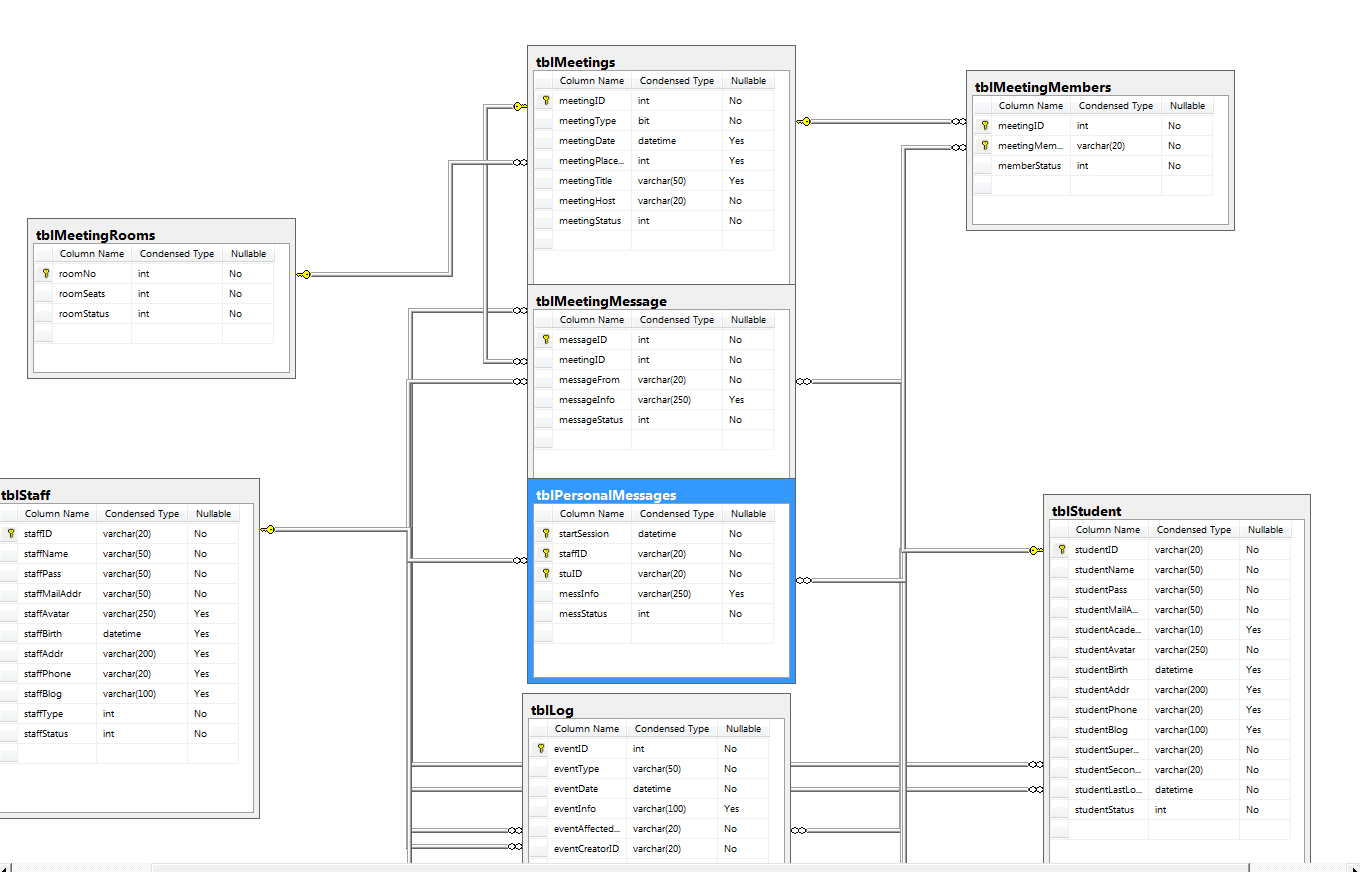 tblMeetings
Column Name Condensed Type Nullable
meetingID int No
meetingType bit No
meetingDate datetime Yes
meetingPlace... int Yes
meetingTitle varchar(50) Yes
meetingHost varchar(20) No
meetingStatus int No
tblMeetingMembers
Column Name Condensed Type Nullable
meetingID int No
meetingMem... varchar(20) No
memberStatus int No
tblMeetingRooms
Column Name Condensed Type Nullable
roomNo int No
roomSeats int No
roomStatus int No
tblMeetingMessage
Column Name Condensed Type Nullable
messageID int No
meetingID int No
messageFrom varchar(20) No
messageInfo varchar(250) Yes
messageStatus int No
tblStaff
Column Name Condensed Type Nullable
staffID varchar(20) No
staffName varchar(50) No
staffPass varchar(50) No
staffMailAddr varchar(50) No
staffAvatar varchar(250) Yes
staffBirth datetime Yes
staffAddr varchar(200) Yes
staffPhone varchar(20) Yes
staffBlog varchar(100) Yes
staffType int No
staffStatus int No
tblPersonalMessages
Column Name Condensed Type Nullable
startSession datetime No
staffID varchar(20) No
stuID varchar(20) No
messInfo varchar(250) Yes
messStatus int No
tblStudent
Column Name Condensed Type Nullable
studentID varchar(20) No
studentName varchar(50) No
studentPass varchar(50) No
studentMailA... varchar(50) No
studentAcade... varchar(10) Yes
studentAvatar varchar(250) No
studentBirth datetime Yes
studentAddr varchar(200) Yes
studentPhone varchar(20) Yes
studentBlog varchar(100) Yes
studentSuper... varchar(20) No
studentSecon... varchar(20) No
studentLastLo... datetime No
studentStatus int No
tblLog
Column Name Condensed Type Nullable
eventID int No
eventType varchar(50) No
eventDate datetime No
eventInfo varchar(100) Yes
eventAffected... varchar(20) No
eventCreatorID varchar(20) No